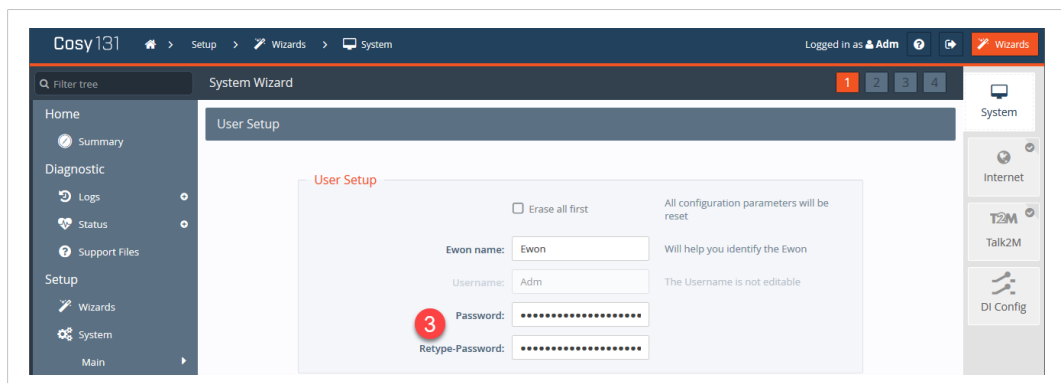 Cosy 131 > Setup > Wizards > System Logged in as Adm Wizards
Filter tree
System Wizard 1 2 3 4
System
Home
User Setup
Summary
Diagnostic
Internet
User Setup
Logs
Erase all first All configuration parameters will be
reset
Status
T2M
Talk2M
Support Files
Ewon name: Ewon Will help you identify the Ewon
Setup
Username: Adm The Username is not editable
Wizards
DI Config
Password: ••••••••••••••••••••
3
System
Retype-Password: ••••••••••••••••••••
Main